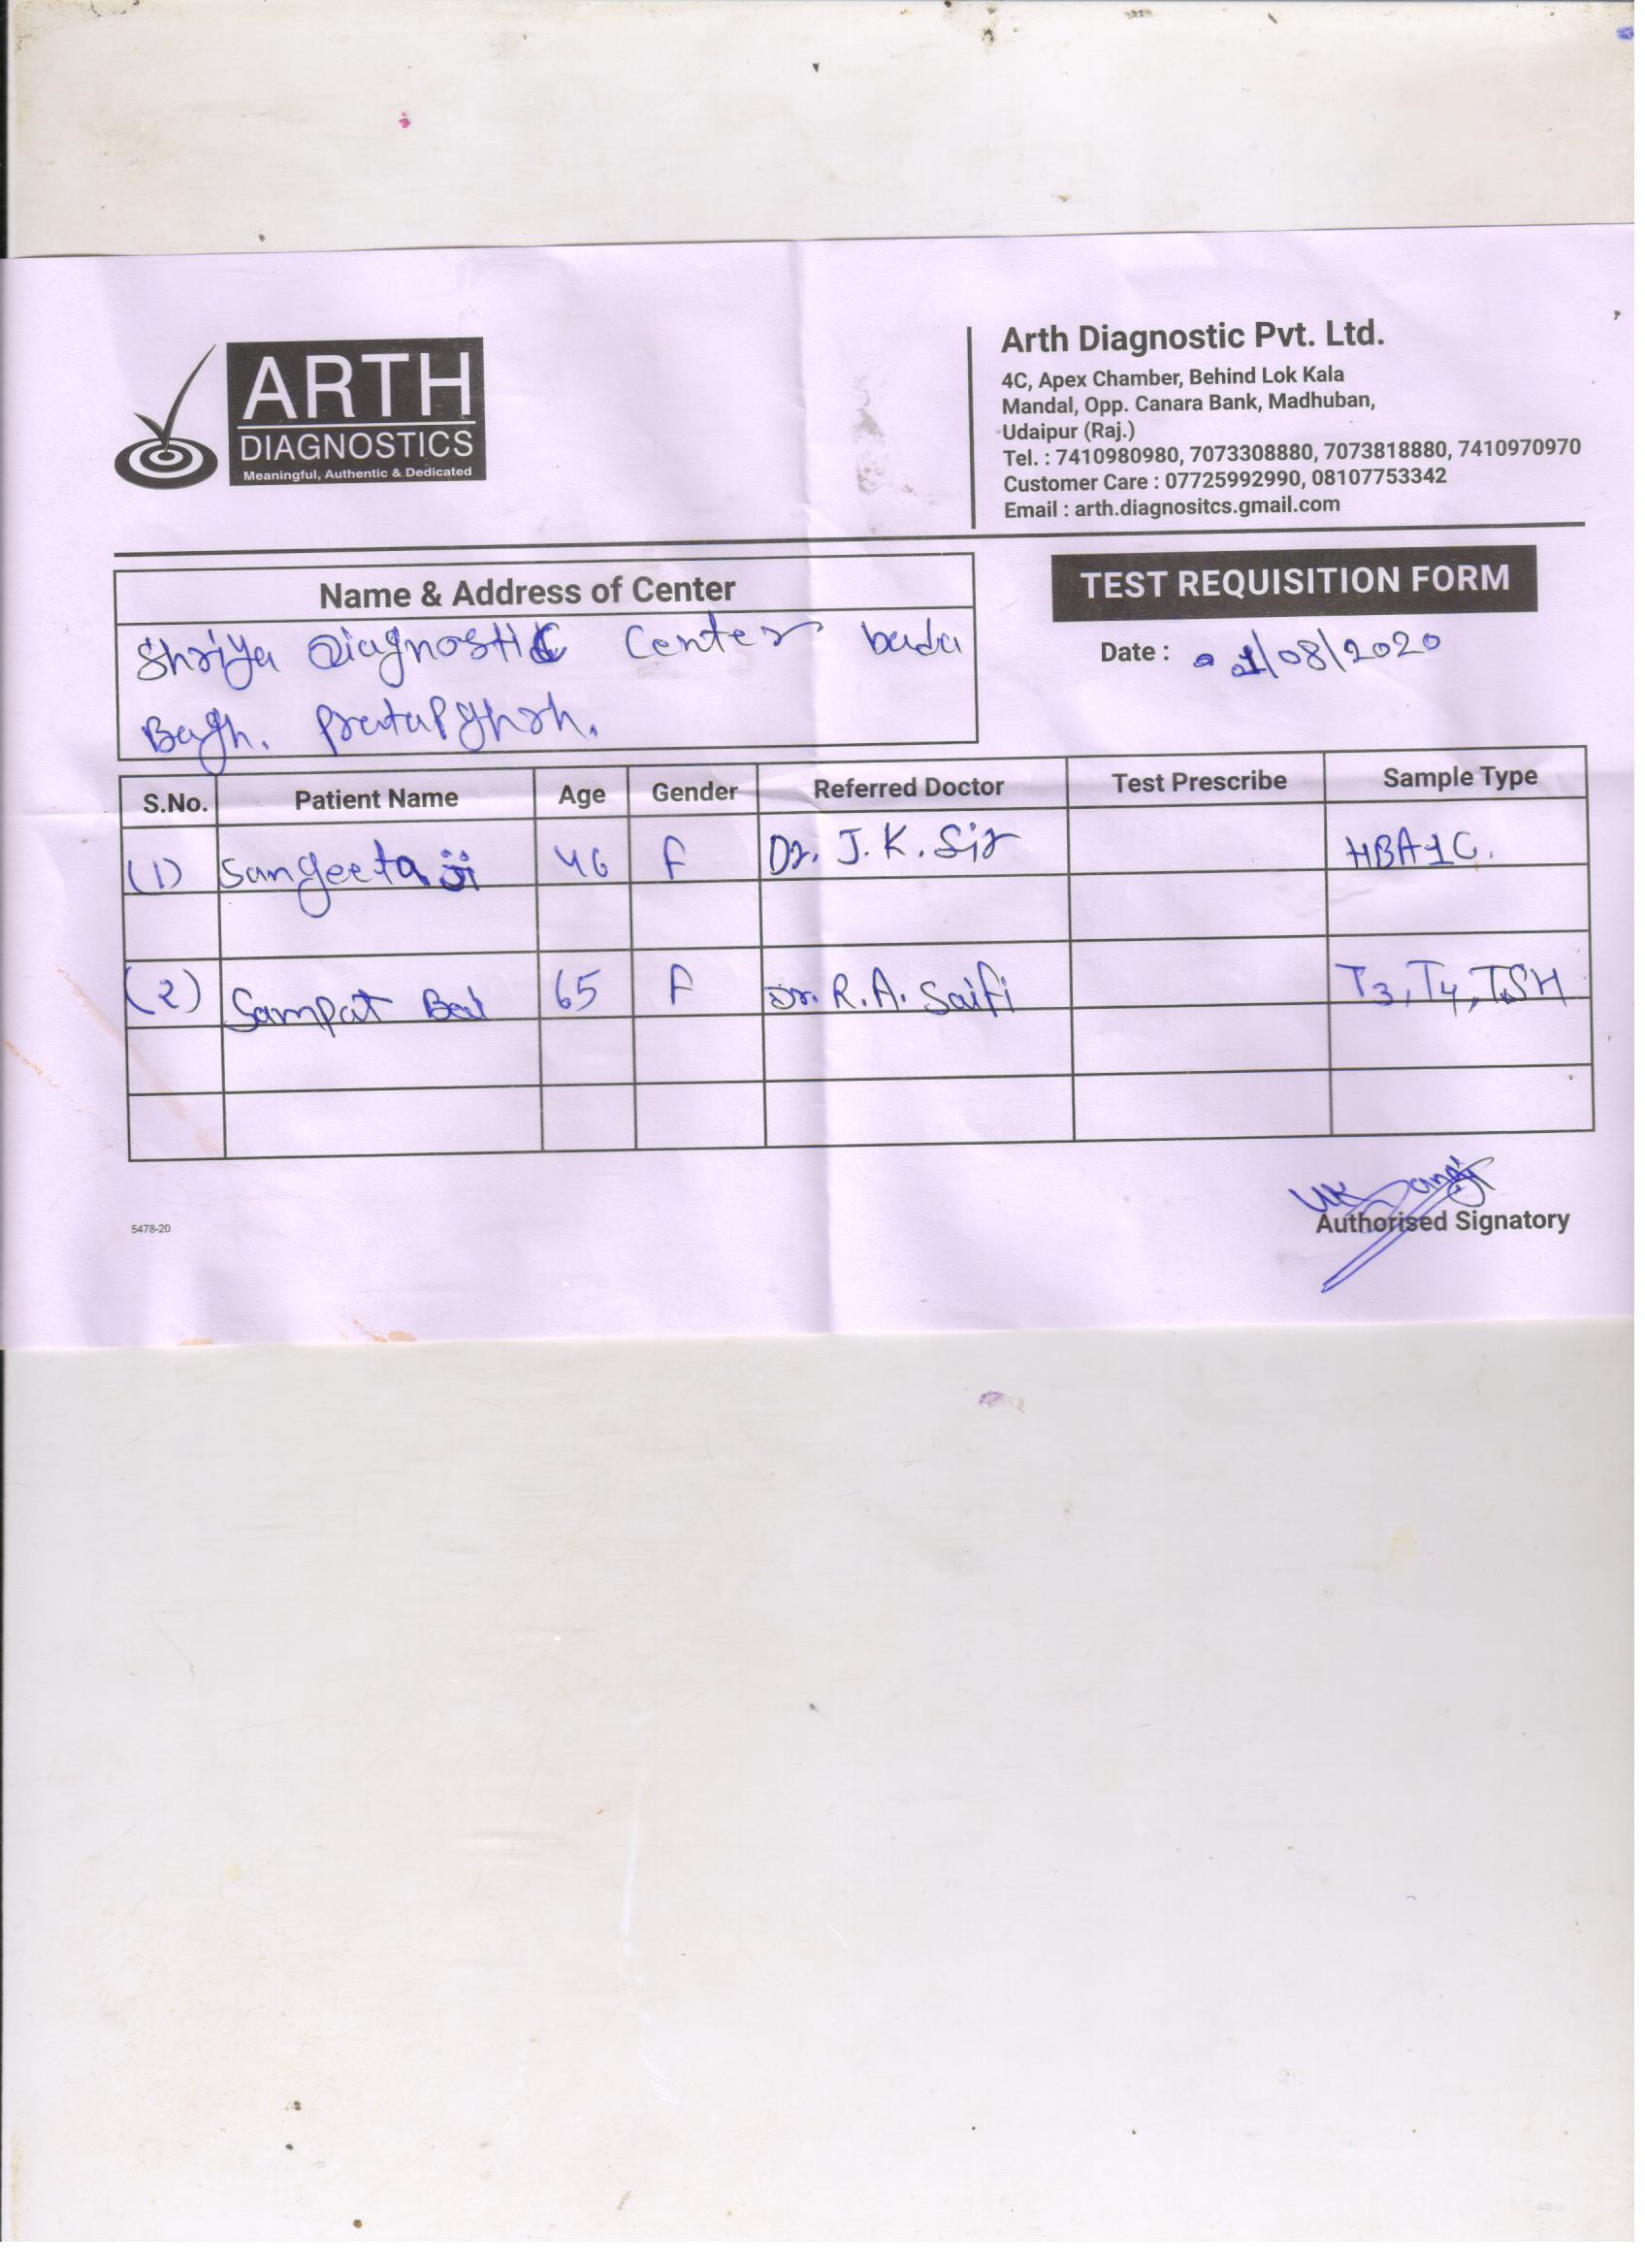 ARTH
DIAGNOSTICS
Meaningful, Authentic & Dedicated
Arth Diagnostic Pvt. Ltd.
4C, Apex Chamber, Behind Lok Kala
Mandal, Opp. Canara Bank, Madhuban,
Udaipur (Raj.)
Tel. : 7410980980, 7073308880, 7073818880, 7410970970
Customer Care : 07725992990, 08107753342
Email : arth.diagnositcs.gmail.com
Name & Address of Center
Shriya Diagnostic Center bada
Bagh. Pratapghrh.
TEST REQUISITION FORM
Date : 01/08/2020
S.No. Patient Name Age Gender Referred Doctor Test Prescribe Sample Type
(1) Sangeeta ji 46 F Dr. J. K. Sir HBA1C.
(2) Sampat Bai 65 F Dr. R. A. Saifi T3, T4, TSH
Authorised Signatory
5478-20